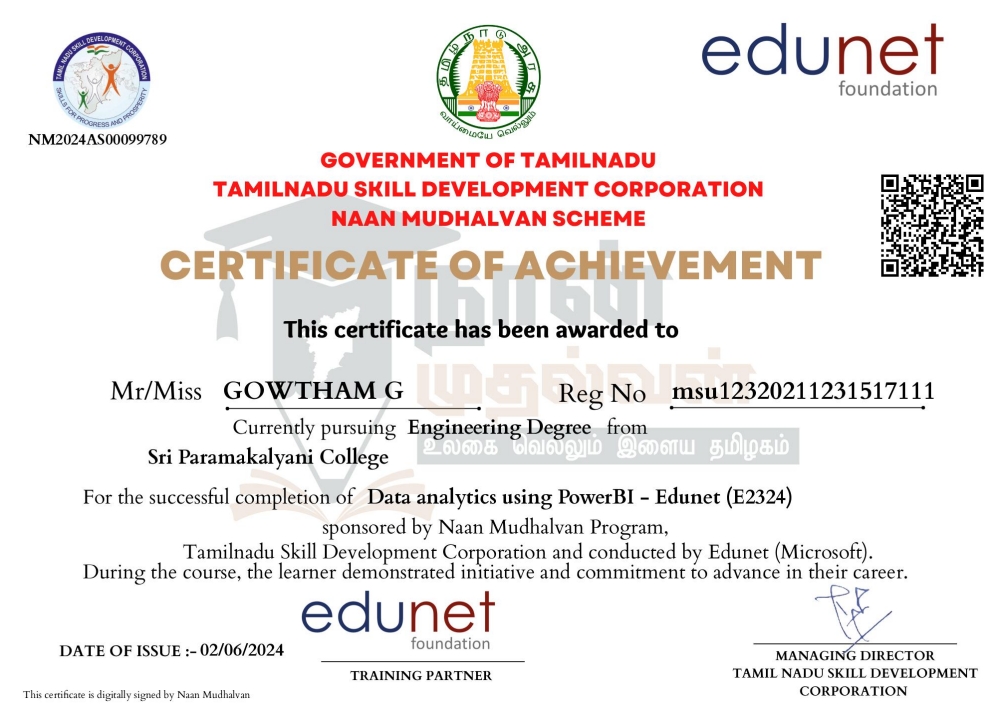 TAMIL NADU SKILL DEVELOPMENT CORPORATION
SKILLS FOR PROGRESS AND PROSPERITY
NM2024AS00099789
தமிழ்நாடு அரசு
வாய்மையே வெல்லும்
edunet
foundation
GOVERNMENT OF TAMILNADU
TAMILNADU SKILL DEVELOPMENT CORPORATION
NAAN MUDHALVAN SCHEME
CERTIFICATE OF ACHIEVEMENT
நான்
முதல்வன்
உலகை வெல்லும் இளைய தமிழகம்
This certificate has been awarded to
Mr/Miss GOWTHAM G Reg No msu12320211231517111
Currently pursuing Engineering Degree from
Sri Paramakalyani College
For the successful completion of Data analytics using PowerBI - Edunet (E2324)
sponsored by Naan Mudhalvan Program,
Tamilnadu Skill Development Corporation and conducted by Edunet (Microsoft).
During the course, the learner demonstrated initiative and commitment to advance in their career.
edunet
foundation
DATE OF ISSUE :- 02/06/2024
TRAINING PARTNER
MANAGING DIRECTOR
TAMIL NADU SKILL DEVELOPMENT
CORPORATION
This certificate is digitally signed by Naan Mudhalvan